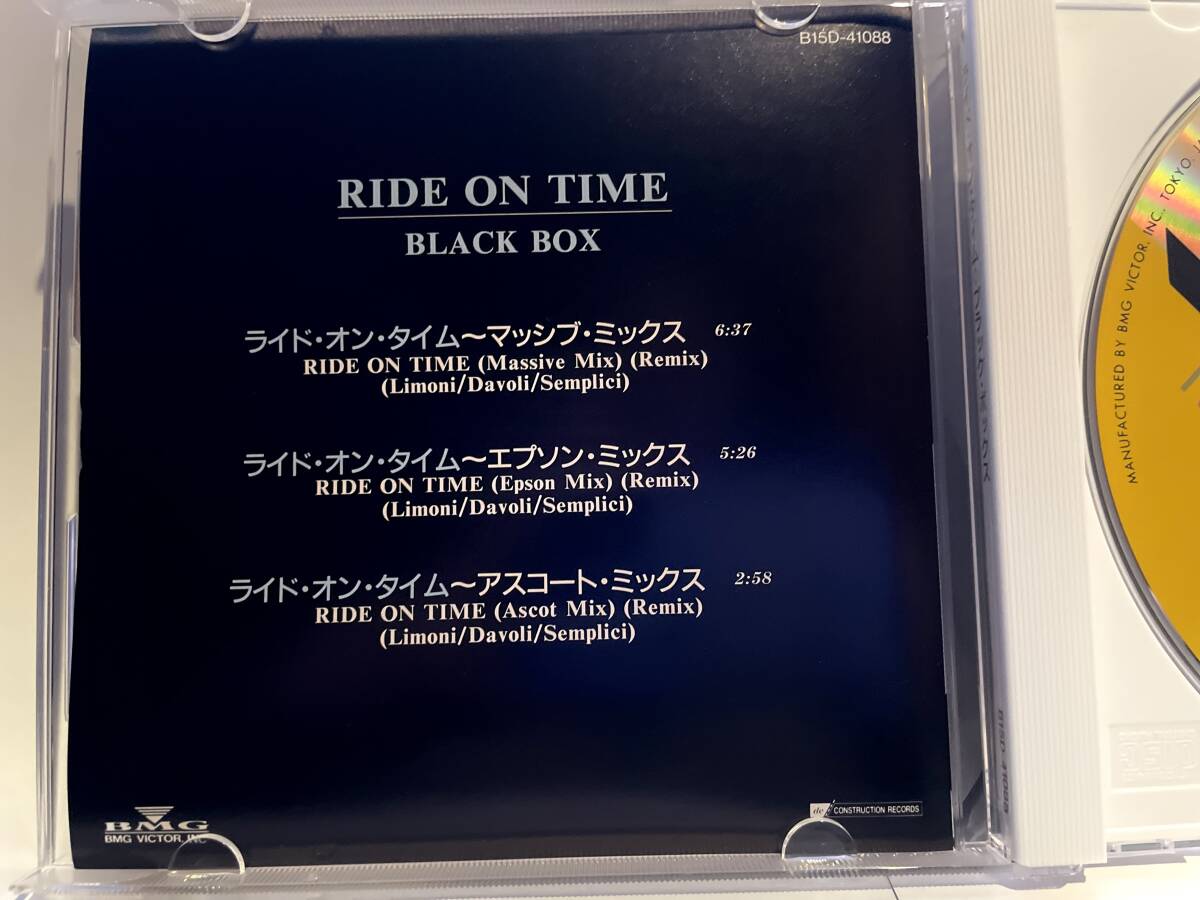 B15D-41088
RIDE ON TIME
BLACK BOX
ライド・オン・タイム〜マッシブ・ミックス 6:37
RIDE ON TIME (Massive Mix) (Remix)
(Limoni/Davoli/Semplici)
ライド・オン・タイム〜エプソン・ミックス 5:26
RIDE ON TIME (Epson Mix) (Remix)
(Limoni/Davoli/Semplici)
ライド・オン・タイム〜アスコート・ミックス 2:58
RIDE ON TIME (Ascot Mix) (Remix)
(Limoni/Davoli/Semplici)
BMG
BMG VICTOR, INC
de CONSTRUCTION RECORDS
MANUFACTURED BY BMG VICTOR, INC., TOKYO,
B15D-41088